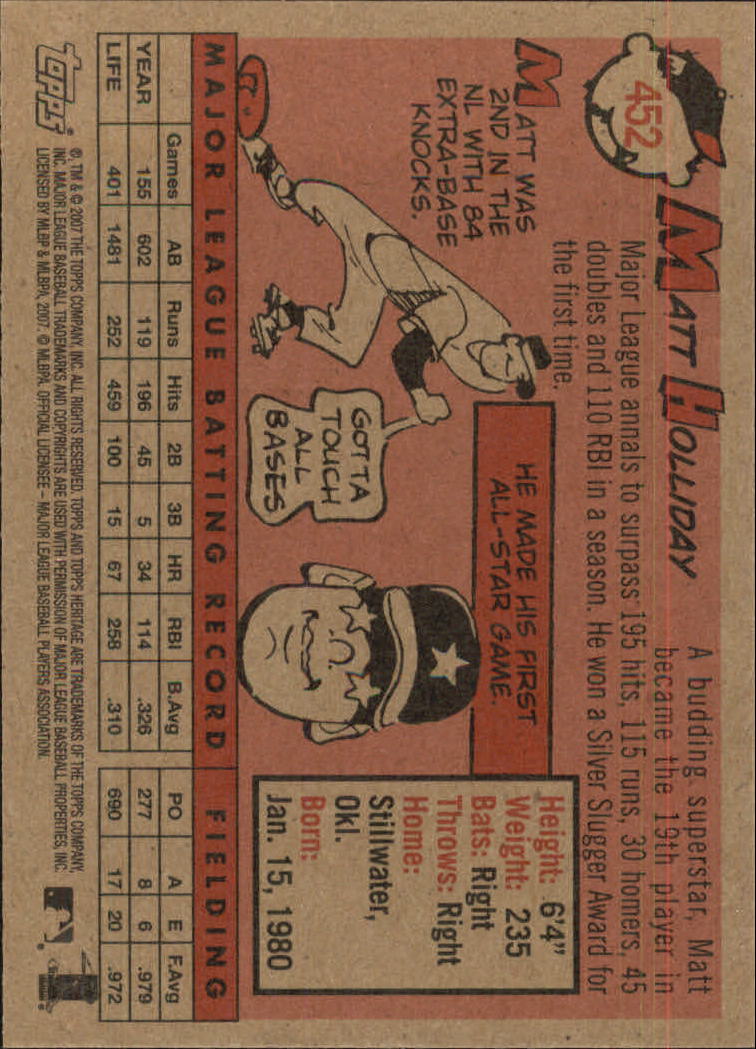 452
MATT HOLLIDAY
A budding superstar, Matt
became the 19th player in
Major League annals to surpass 195 hits, 115 runs, 30 homers, 45
doubles and 110 RBI in a season. He won a Silver Slugger Award for
the first time.
MATT WAS
2ND IN THE
NL WITH 84
EXTRA-BASE
KNOCKS.
GOTTA
TOUCH
ALL
BASES
HE MADE HIS FIRST
ALL-STAR GAME.
Height: 6'4"
Weight: 235
Bats: Right
Throws: Right
Home:
Stillwater,
Okl.
Born:
Jan. 15, 1980
MAJOR LEAGUE BATTING RECORD FIELDING
Games AB Runs Hits 2B 3B HR RBI B.Avg PO A E F.Avg
YEAR 155 602 119 196 45 5 34 114 .326 277 8 6 .979
LIFE 401 1481 252 459 100 15 67 258 .310 690 17 20 .972
TOPPS®
®, TM & © 2007 THE TOPPS COMPANY, INC. ALL RIGHTS RESERVED. TOPPS AND TOPPS HERITAGE ARE TRADEMARKS OF THE TOPPS COMPANY,
INC. MAJOR LEAGUE BASEBALL TRADEMARKS AND COPYRIGHTS ARE USED WITH PERMISSION OF MAJOR LEAGUE BASEBALL PROPERTIES, INC.
LICENSED BY MLBP & MLBPA, 2007. © MLBPA. OFFICIAL LICENSEE – MAJOR LEAGUE BASEBALL PLAYERS ASSOCIATION.